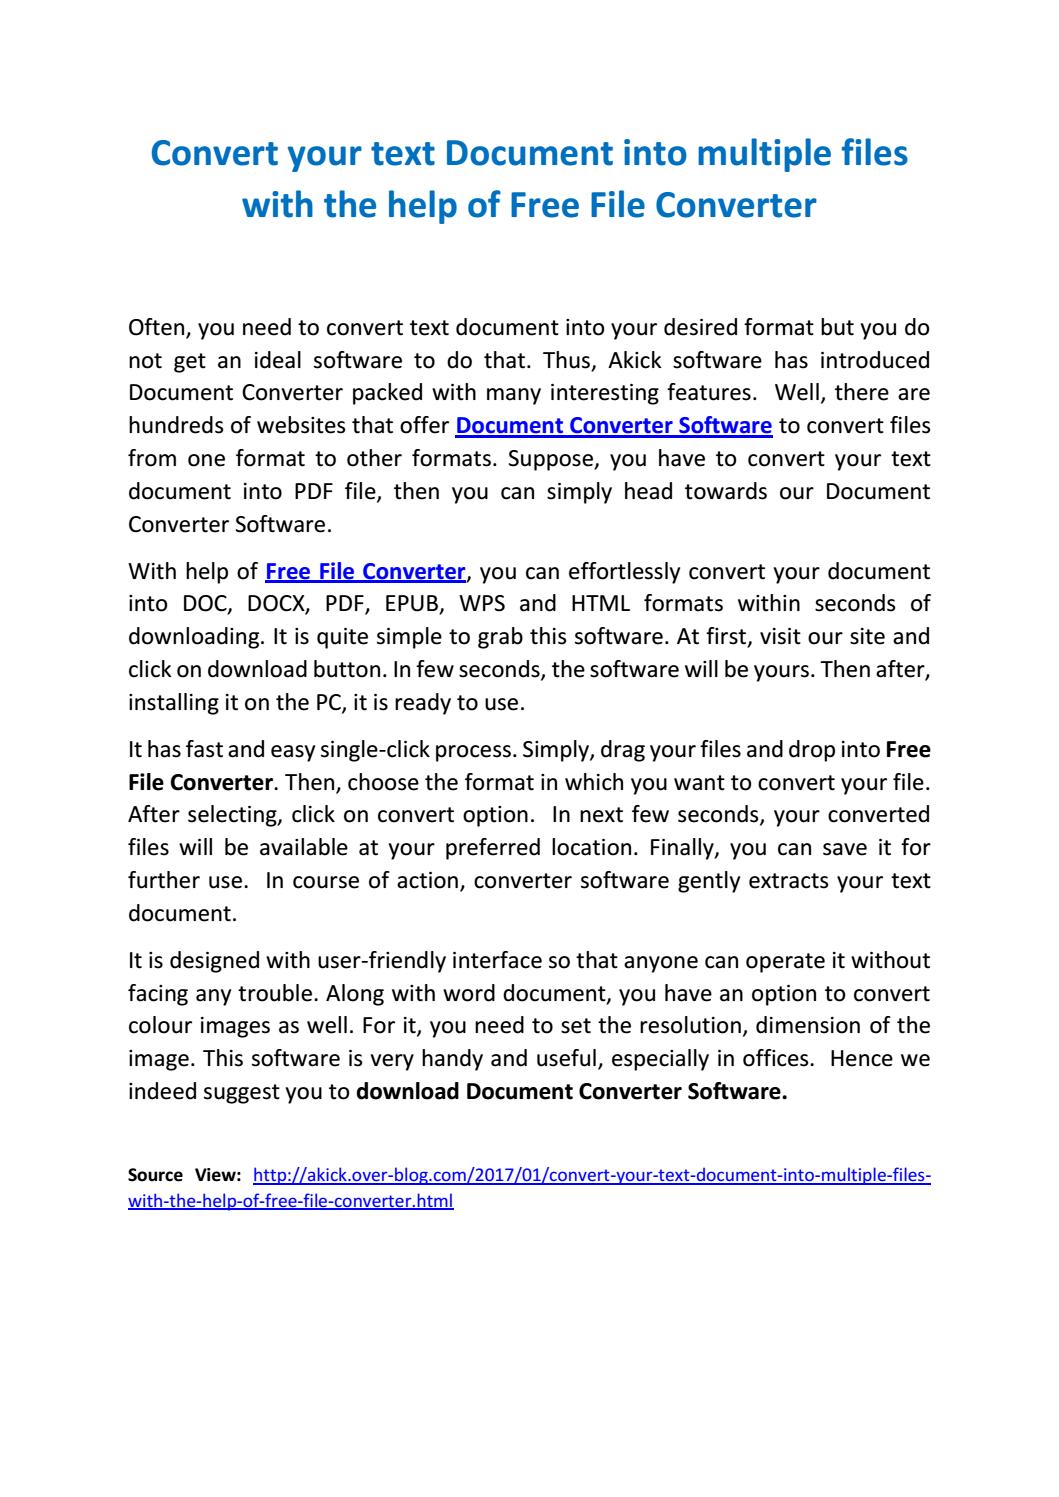 Convert your text Document into multiple files
with the help of Free File Converter
Often, you need to convert text document into your desired format but you do
not get an ideal software to do that. Thus, Akick software has introduced
Document Converter packed with many interesting features.  Well, there are
hundreds of websites that offer Document Converter Software to convert files
from one format to other formats. Suppose, you have to convert your text
document into PDF file, then you can simply head towards our Document
Converter Software.
With help of Free File Converter, you can effortlessly convert your document
into DOC, DOCX, PDF, EPUB, WPS and HTML formats within seconds of
downloading. It is quite simple to grab this software. At first, visit our site and
click on download button. In few seconds, the software will be yours. Then after,
installing it on the PC, it is ready to use.
It has fast and easy single-click process. Simply, drag your files and drop into Free
File Converter. Then, choose the format in which you want to convert your file.
After selecting, click on convert option.  In next few seconds, your converted
files will be available at your preferred location. Finally, you can save it for
further use.  In course of action, converter software gently extracts your text
document.
It is designed with user-friendly interface so that anyone can operate it without
facing any trouble. Along with word document, you have an option to convert
colour images as well. For it, you need to set the resolution, dimension of the
image. This software is very handy and useful, especially in offices.  Hence we
indeed suggest you to download Document Converter Software.
Source View: http://akick.over-blog.com/2017/01/convert-your-text-document-into-multiple-files-
with-the-help-of-free-file-converter.html